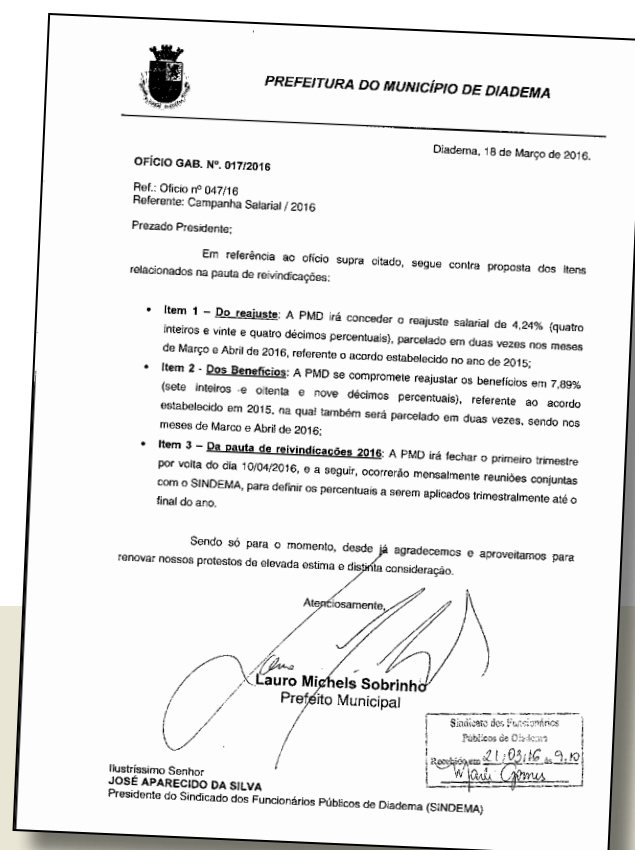 PREFEITURA DO MUNICÍPIO DE DIADEMA
Diadema, 18 de Março de 2016.
OFÍCIO GAB. Nº. 017/2016
Ref.: Ofício nº 047/16
Referente: Campanha Salarial / 2016
Prezado Presidente;
Em referência ao ofício supra citado, segue contra proposta dos itens
relacionados na pauta de reivindicações:
• Item 1 – Do reajuste: A PMD irá conceder o reajuste salarial de 4,24% (quatro
inteiros e vinte e quatro décimos percentuais), parcelado em duas vezes nos meses
de Março e Abril de 2016, referente o acordo estabelecido no ano de 2015;
• Item 2 - Dos Benefícios: A PMD se compromete reajustar os benefícios em 7,89%
(sete inteiros e oitenta e nove décimos percentuais), referente ao acordo
estabelecido em 2015, na qual também será parcelado em duas vezes, sendo nos
meses de Marco e Abril de 2016;
• Item 3 – Da pauta de reivindicações 2016: A PMD irá fechar o primeiro trimestre
por volta do dia 10/04/2016, e a seguir, ocorrerão mensalmente reuniões conjuntas
com o SINDEMA, para definir os percentuais a serem aplicados trimestralmente até o
final do ano.
Sendo só para o momento, desde já agradecemos e aproveitamos para
renovar nossos protestos de elevada estima e distinta consideração.
Atenciosamente,
Lauro Michels Sobrinho
Prefeito Municipal
Sindicato dos Funcionários
Públicos de Diadema
Recebido em 21/03/16 às 9:10
Marli Gomes
Ilustríssimo Senhor
JOSÉ APARECIDO DA SILVA
Presidente do Sindicado dos Funcionários Públicos de Diadema (SINDEMA)